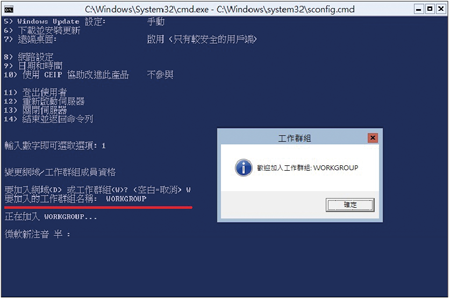 C:\Windows\System32\cmd.exe - C:\Windows\system32\sconfig.cmd
5) Windows Update 設定: 手動
6) 下載並安裝更新
7) 遠端桌面: 啟用 (只有較安全的用戶端)
8) 網路設定
9) 日期和時間
10) 使用 CEIP 協助改進此產品 不參與
11) 登出使用者
12) 重新啟動伺服器
13) 關閉伺服器
14) 結束並返回命令列
輸入數字即可選取選項: 1
變更網域/工作群組成員資格
要加入網域(D) 或工作群組(W)? (空白=取消) W
要加入的工作群組名稱: WORKGROUP
正在加入 WORKGROUP...
微軟新注音 半 :
工作群組
歡迎加入工作群組: WORKGROUP
確定